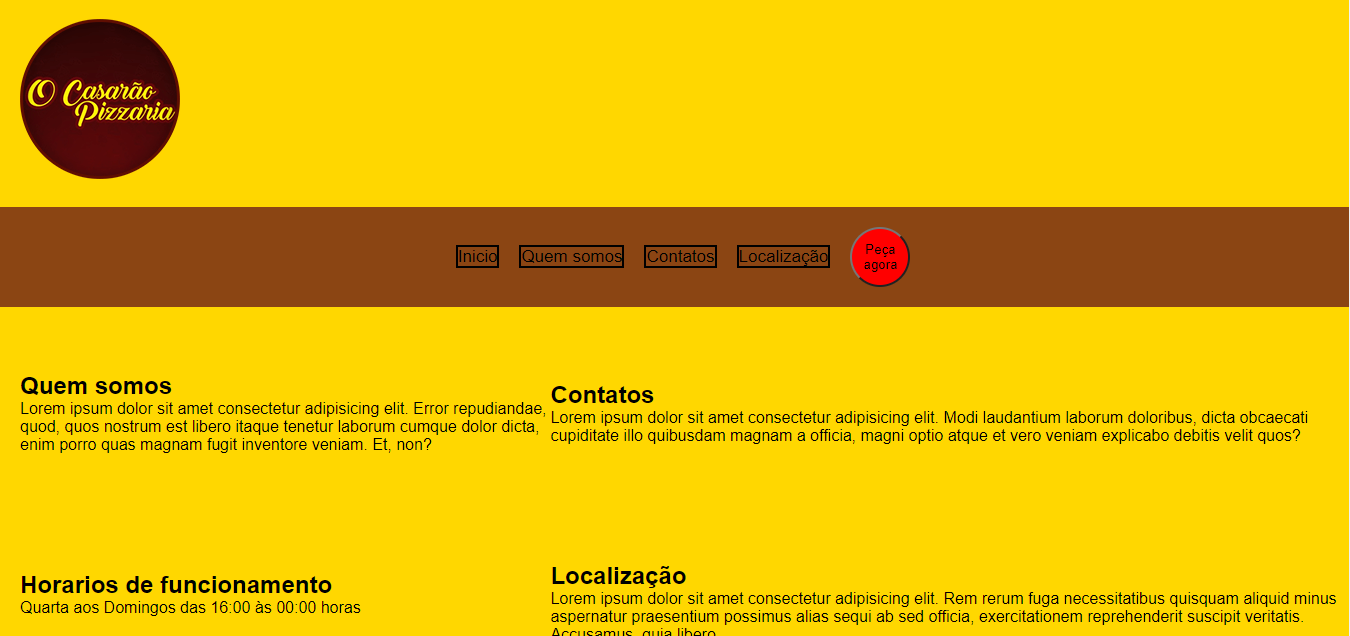 O Casarão
Pizzaria
Inicio
Quem somos
Contatos
Localização
Peça
agora
Quem somos
Lorem ipsum dolor sit amet consectetur adipisicing elit. Error repudiandae,
quod, quos nostrum est libero itaque tenetur laborum cumque dolor dicta,
enim porro quas magnam fugit inventore veniam. Et, non?
Contatos
Lorem ipsum dolor sit amet consectetur adipisicing elit. Modi laudantium laborum doloribus, dicta obcaecati
cupiditate illo quibusdam magnam a officia, magni optio atque et vero veniam explicabo debitis velit quos?
Horarios de funcionamento
Quarta aos Domingos das 16:00 às 00:00 horas
Localização
Lorem ipsum dolor sit amet consectetur adipisicing elit. Rem rerum fuga necessitatibus quisquam aliquid minus
aspernatur praesentium possimus alias sequi ab sed officia, exercitationem reprehenderit suscipit veritatis.
Accusamus, quia libero.